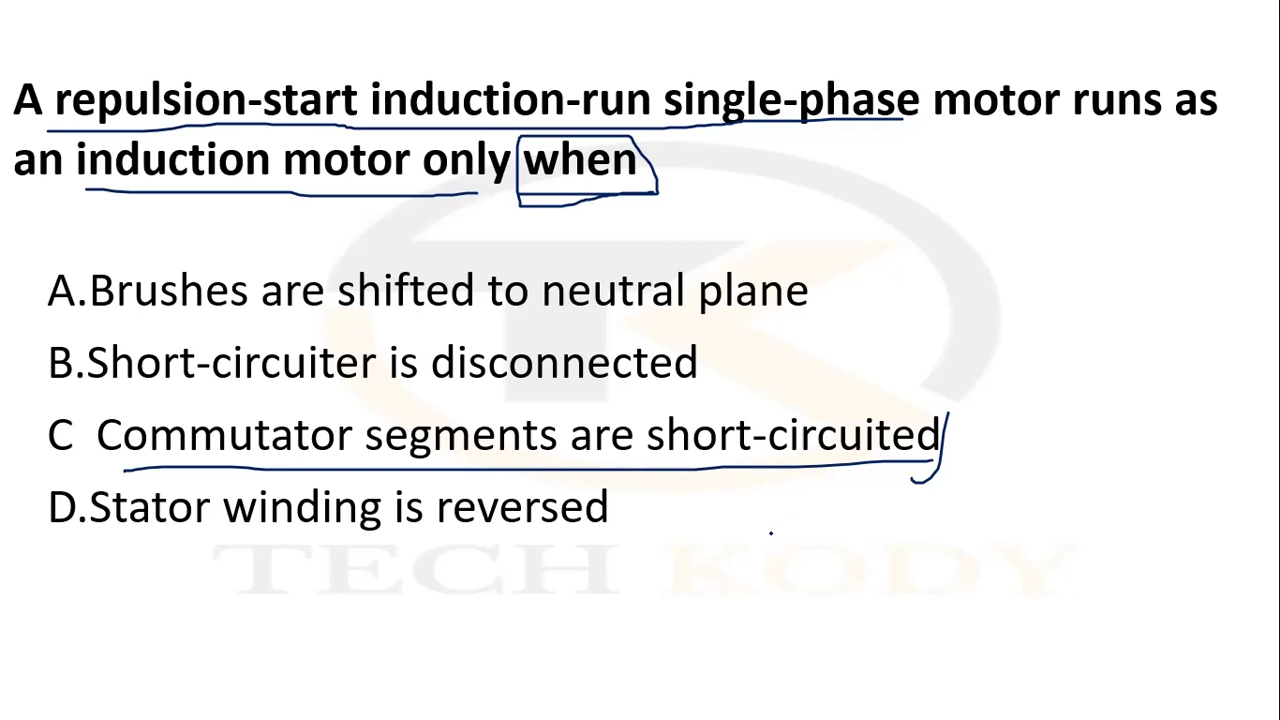 A repulsion-start induction-run single-phase motor runs as
an induction motor only when
A.Brushes are shifted to neutral plane
B.Short-circuiter is disconnected
C  Commutator segments are short-circuited
D.Stator winding is reversed
TECH KODY